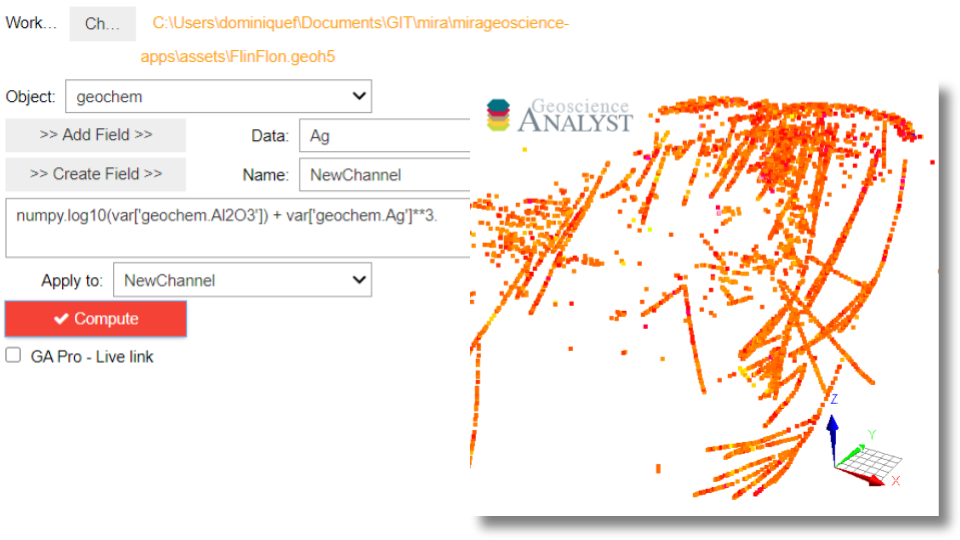 Work... Ch... C:\Users\dominiquef\Documents\GIT\mira\mirageoscience-
apps\assets\FlinFlon.geoh5
Object: geochem
>> Add Field >> Data: Ag
>> Create Field >> Name: NewChannel
numpy.log10(var['geochem.Al2O3']) + var['geochem.Ag']**3.
Apply to: NewChannel
Compute
GA Pro - Live link
Geoscience
ANALYST
Z
Y
X